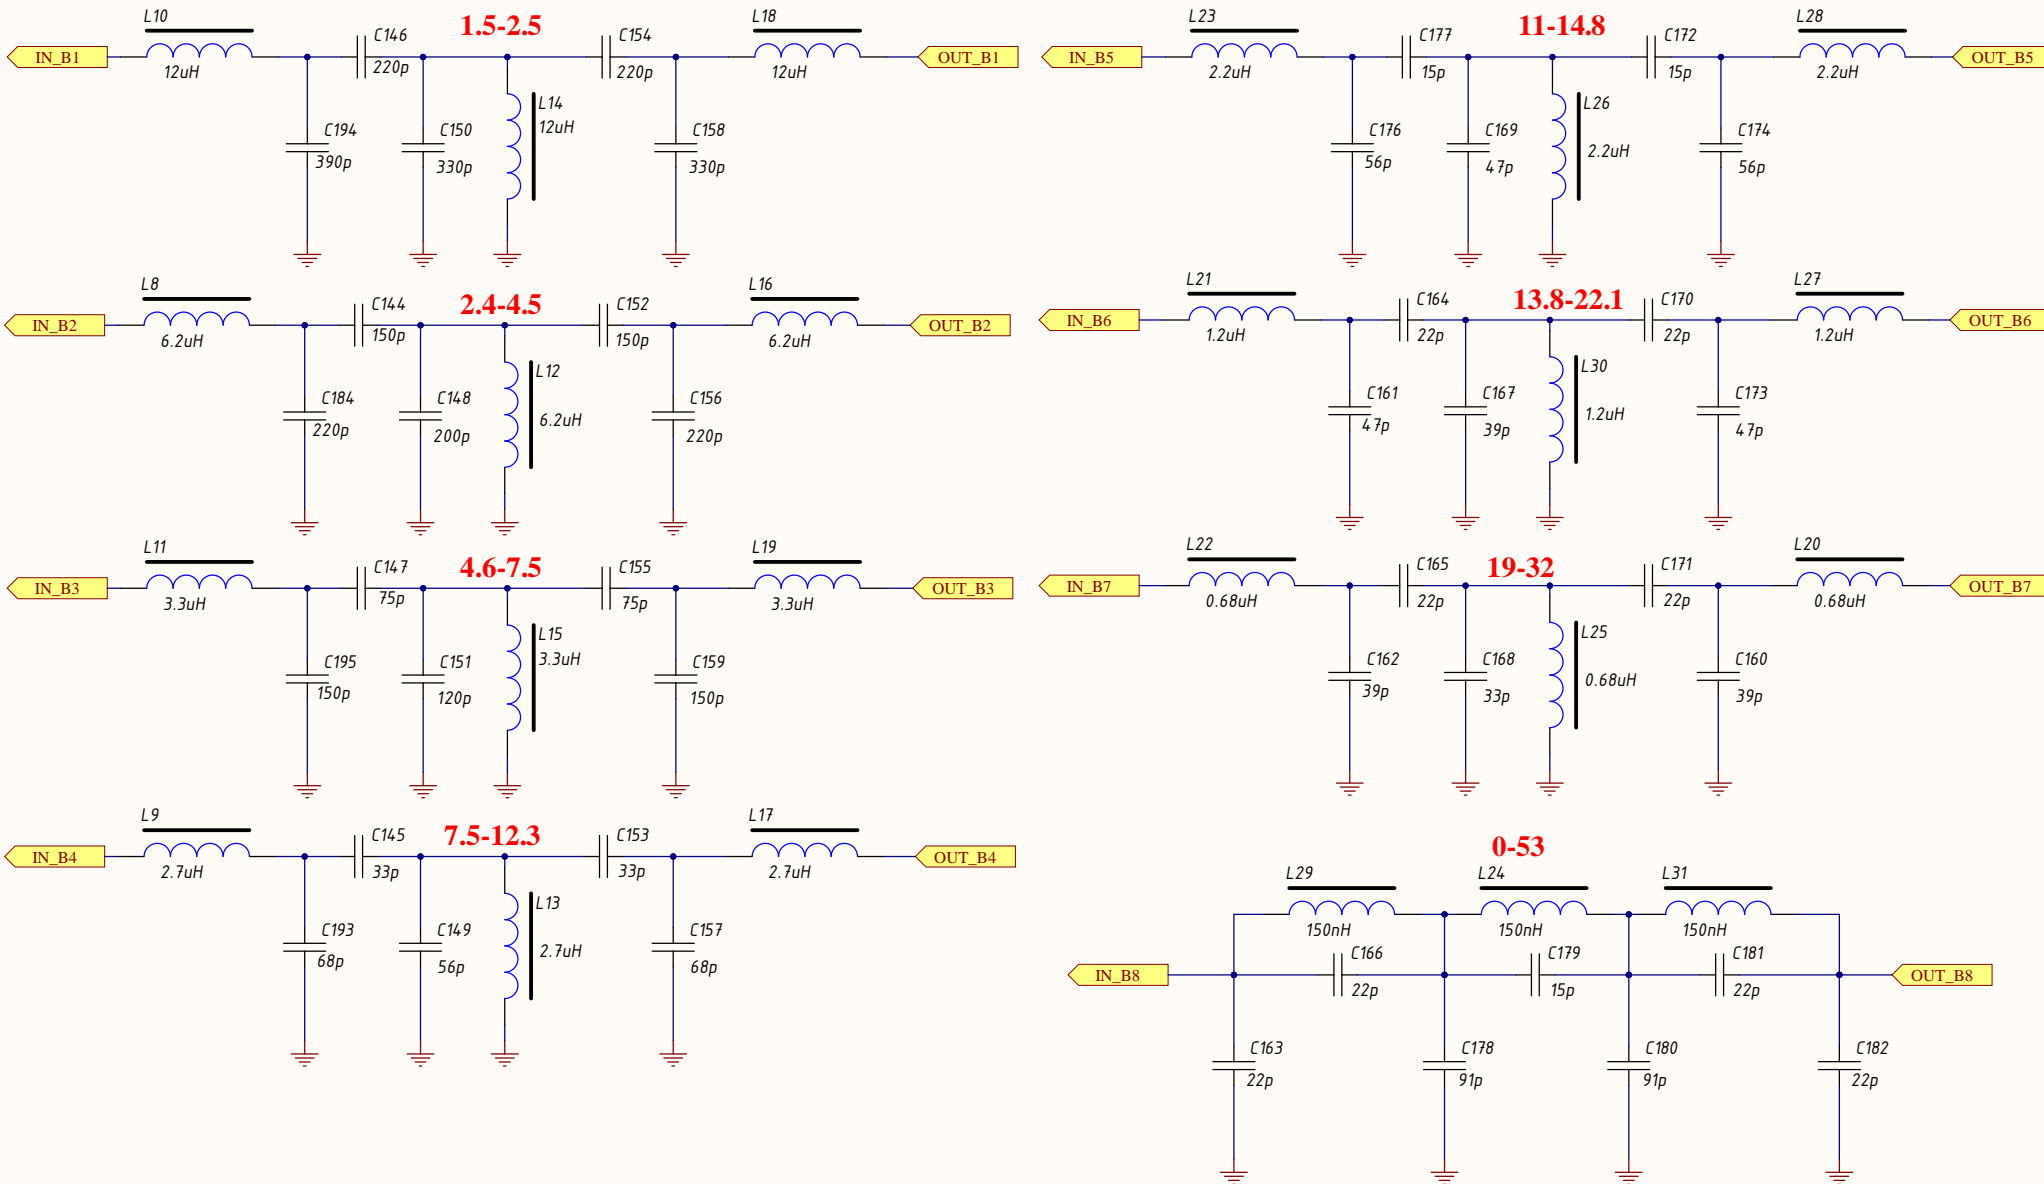 L10
C146
1.5-2.5
C154
L18
IN_B1
12uH
220p
220p
12uH
OUT_B1
C194
390p
C150
330p
L14
12uH
C158
330p
L8
C144
2.4-4.5
C152
L16
IN_B2
6.2uH
150p
150p
6.2uH
OUT_B2
C184
220p
C148
200p
L12
6.2uH
C156
220p
L11
C147
4.6-7.5
C155
L19
IN_B3
3.3uH
75p
75p
3.3uH
OUT_B3
C195
150p
C151
120p
L15
3.3uH
C159
150p
L9
C145
7.5-12.3
C153
L17
IN_B4
2.7uH
33p
33p
2.7uH
OUT_B4
C193
68p
C149
56p
L13
2.7uH
C157
68p
L23
C177
11-14.8
C172
L28
IN_B5
2.2uH
15p
15p
2.2uH
OUT_B5
C176
56p
C169
47p
L26
2.2uH
C174
56p
L21
C164
13.8-22.1
C170
L27
IN_B6
1.2uH
22p
22p
1.2uH
OUT_B6
C161
47p
C167
39p
L30
1.2uH
C173
47p
L22
C165
19-32
C171
L20
IN_B7
0.68uH
22p
22p
0.68uH
OUT_B7
C162
39p
C168
33p
L25
0.68uH
C160
39p
0-53
L29
L24
L31
150nH
150nH
150nH
C166
C179
C181
IN_B8
22p
15p
22p
OUT_B8
C163
22p
C178
91p
C180
91p
C182
22p